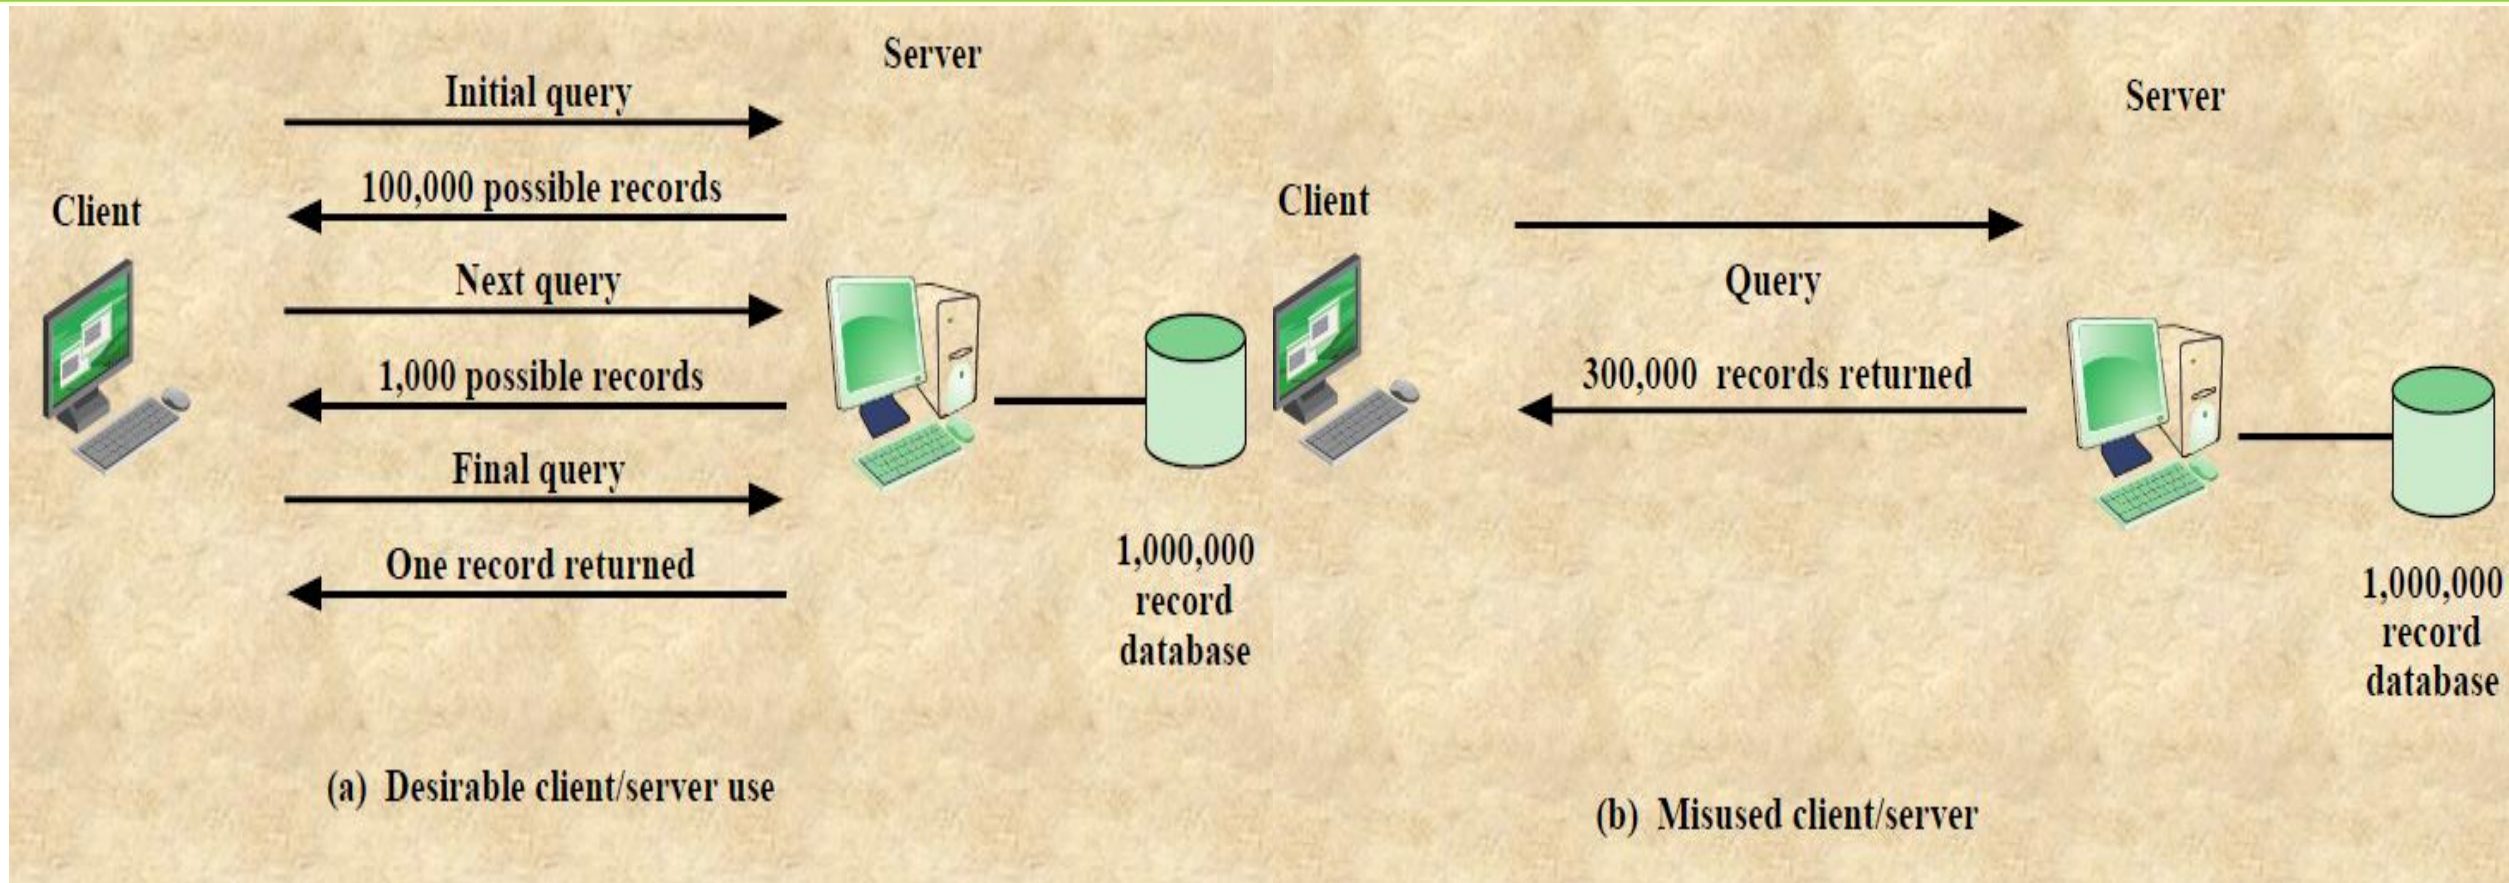 Server
Initial query
100,000 possible records
Client
Next query
1,000 possible records
Final query
One record returned
1,000,000
record
database
(a) Desirable client/server use
Server
Client
Query
300,000 records returned
1,000,000
record
database
(b) Misused client/server